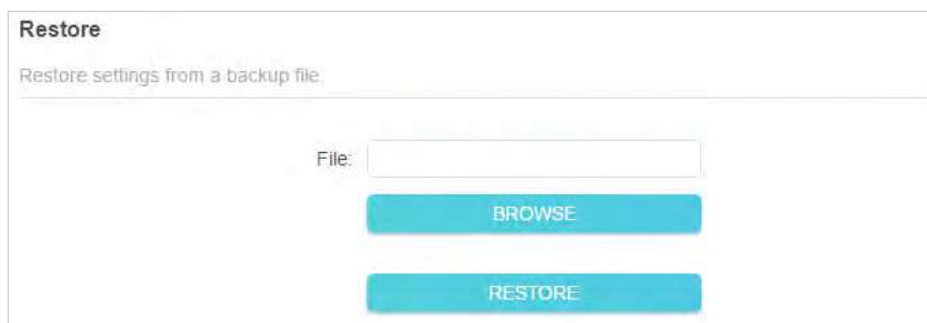 Restore
Restore settings from a backup file.
File:
BROWSE
RESTORE